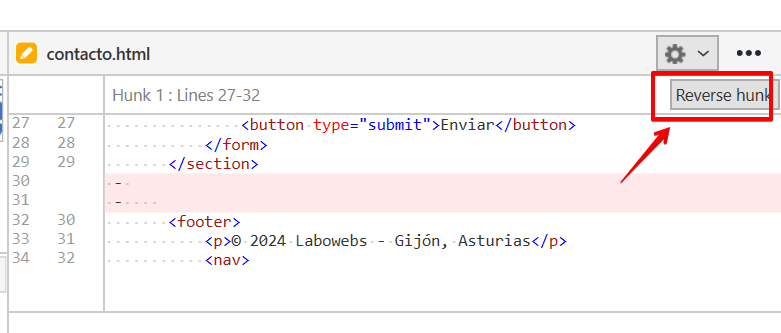 contacto.html
Hunk 1 : Lines 27-32
Reverse hunk
27 27 <button type="submit">Enviar</button>
28 28 </form>
29 29 </section>
30 -
31 -
32 30 <footer>
33 31 <p>© 2024 Labowebs - Gijón, Asturias</p>
34 32 <nav>